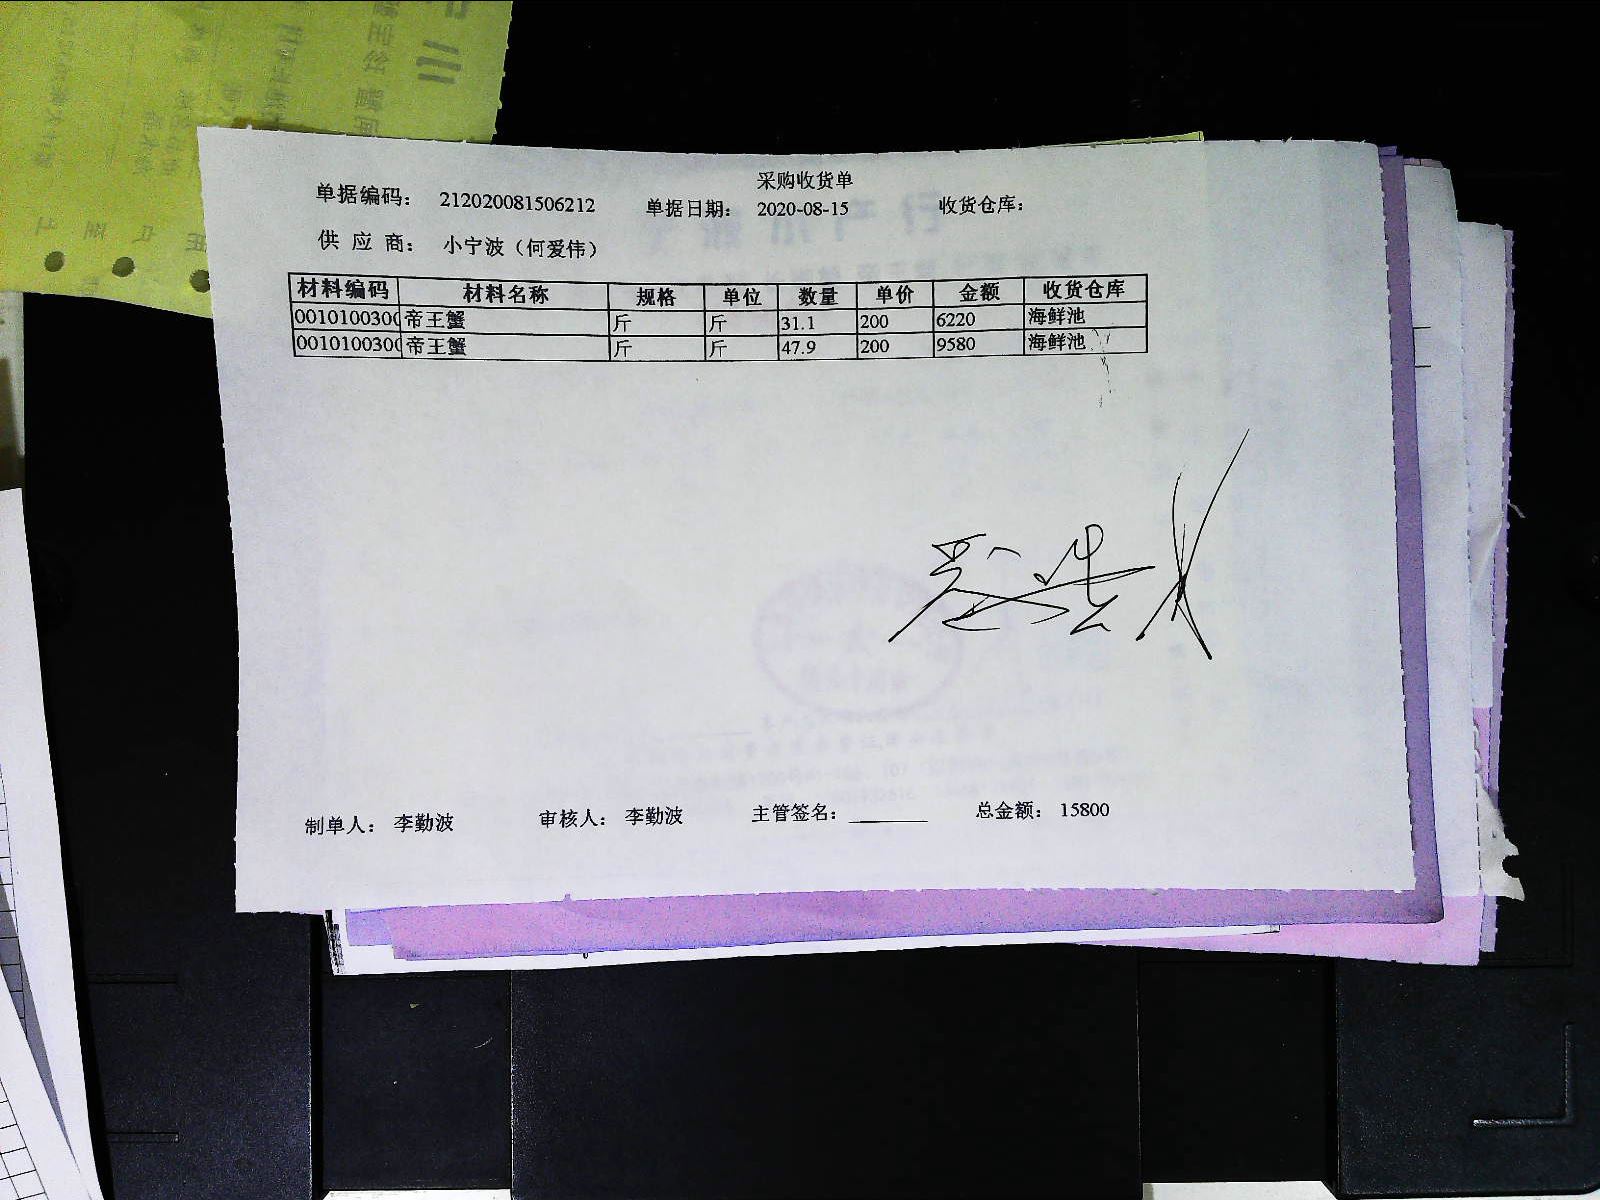 采购收货单
单据编码： 212020081506212 单据日期： 2020-08-15 收货仓库：
供 应 商： 小宁波（何爱伟）
材料编码 材料名称 规格 单位 数量 单价 金额 收货仓库
0010100300 帝王蟹 斤 斤 31.1 200 6220 海鲜池
0010100300 帝王蟹 斤 斤 47.9 200 9580 海鲜池
制单人： 李勤波 审核人： 李勤波 主管签名：________ 总金额： 15800